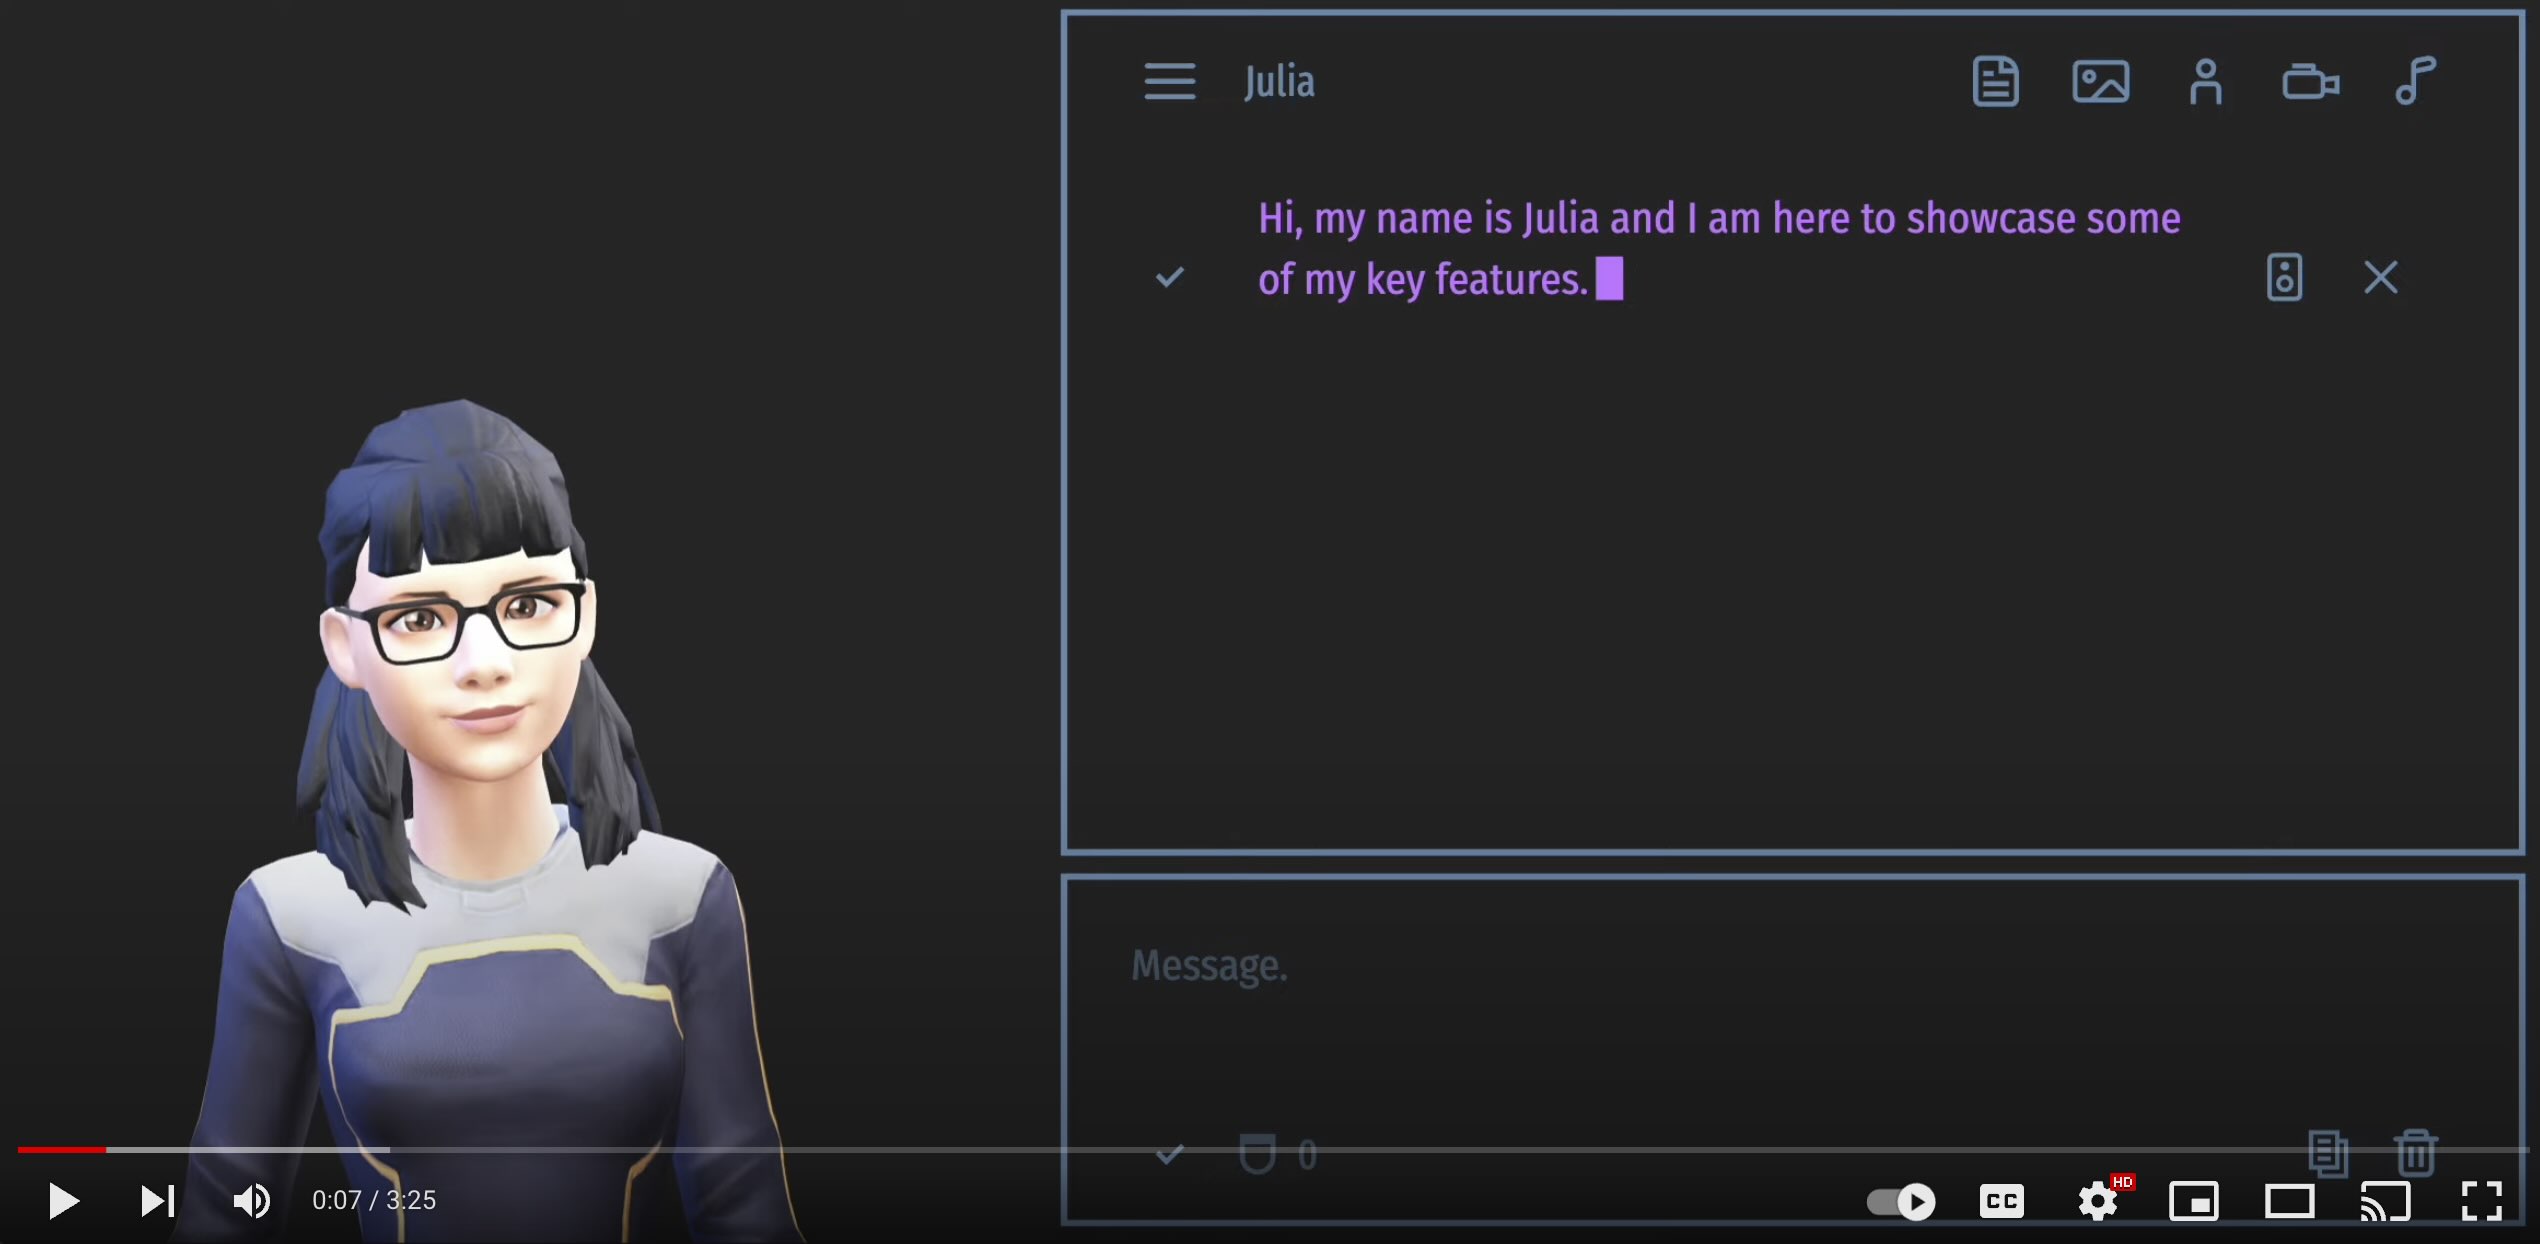 Julia
Hi, my name is Julia and I am here to showcase some
of my key features.
Message.
0
0:07 / 3:25
CC
HD